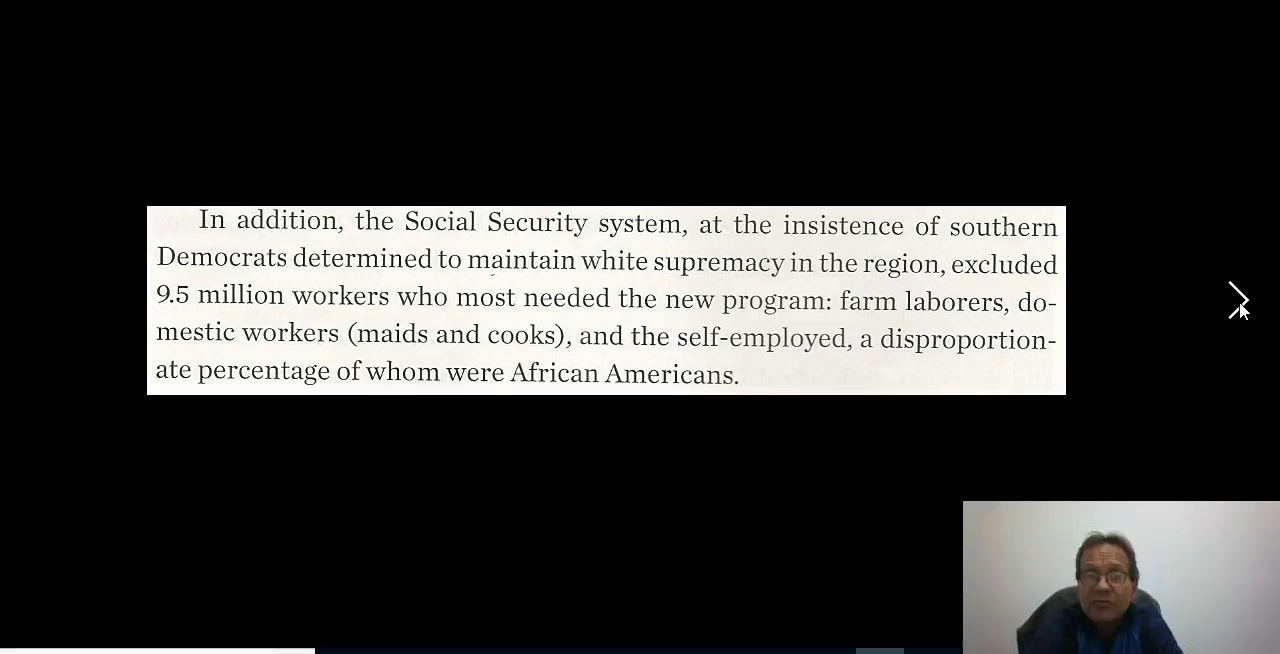 In addition, the Social Security system, at the insistence of southern
Democrats determined to maintain white supremacy in the region, excluded
9.5 million workers who most needed the new program: farm laborers, do-
mestic workers (maids and cooks), and the self-employed, a disproportion-
ate percentage of whom were African Americans.